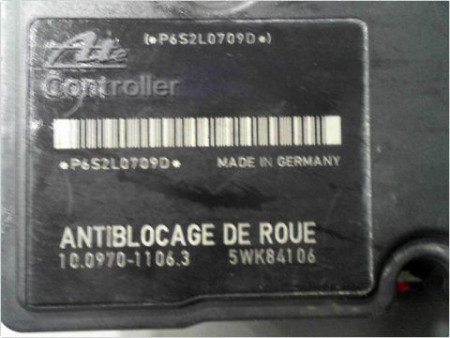 (•P6S2L0709D•)
Ate
Controller
•P6S2L0709D• MADE IN GERMANY
ANTIBLOCAGE DE ROUE
10.0970-1106.3 5WK84106